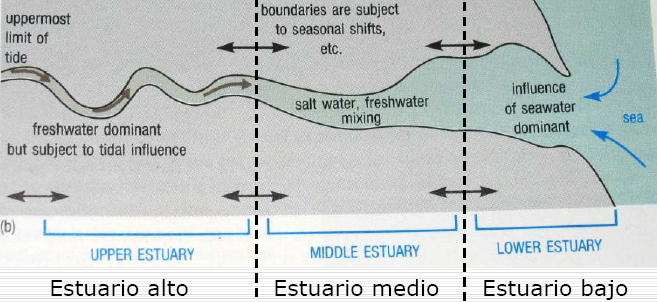 uppermost
limit of
tide
boundaries are subject
to seasonal shifts,
etc.
freshwater dominant
but subject to tidal influence
salt water, freshwater
mixing
influence
of seawater
dominant
sea
(b)
UPPER ESTUARY
MIDDLE ESTUARY
LOWER ESTUARY
Estuario alto
Estuario medio
Estuario bajo